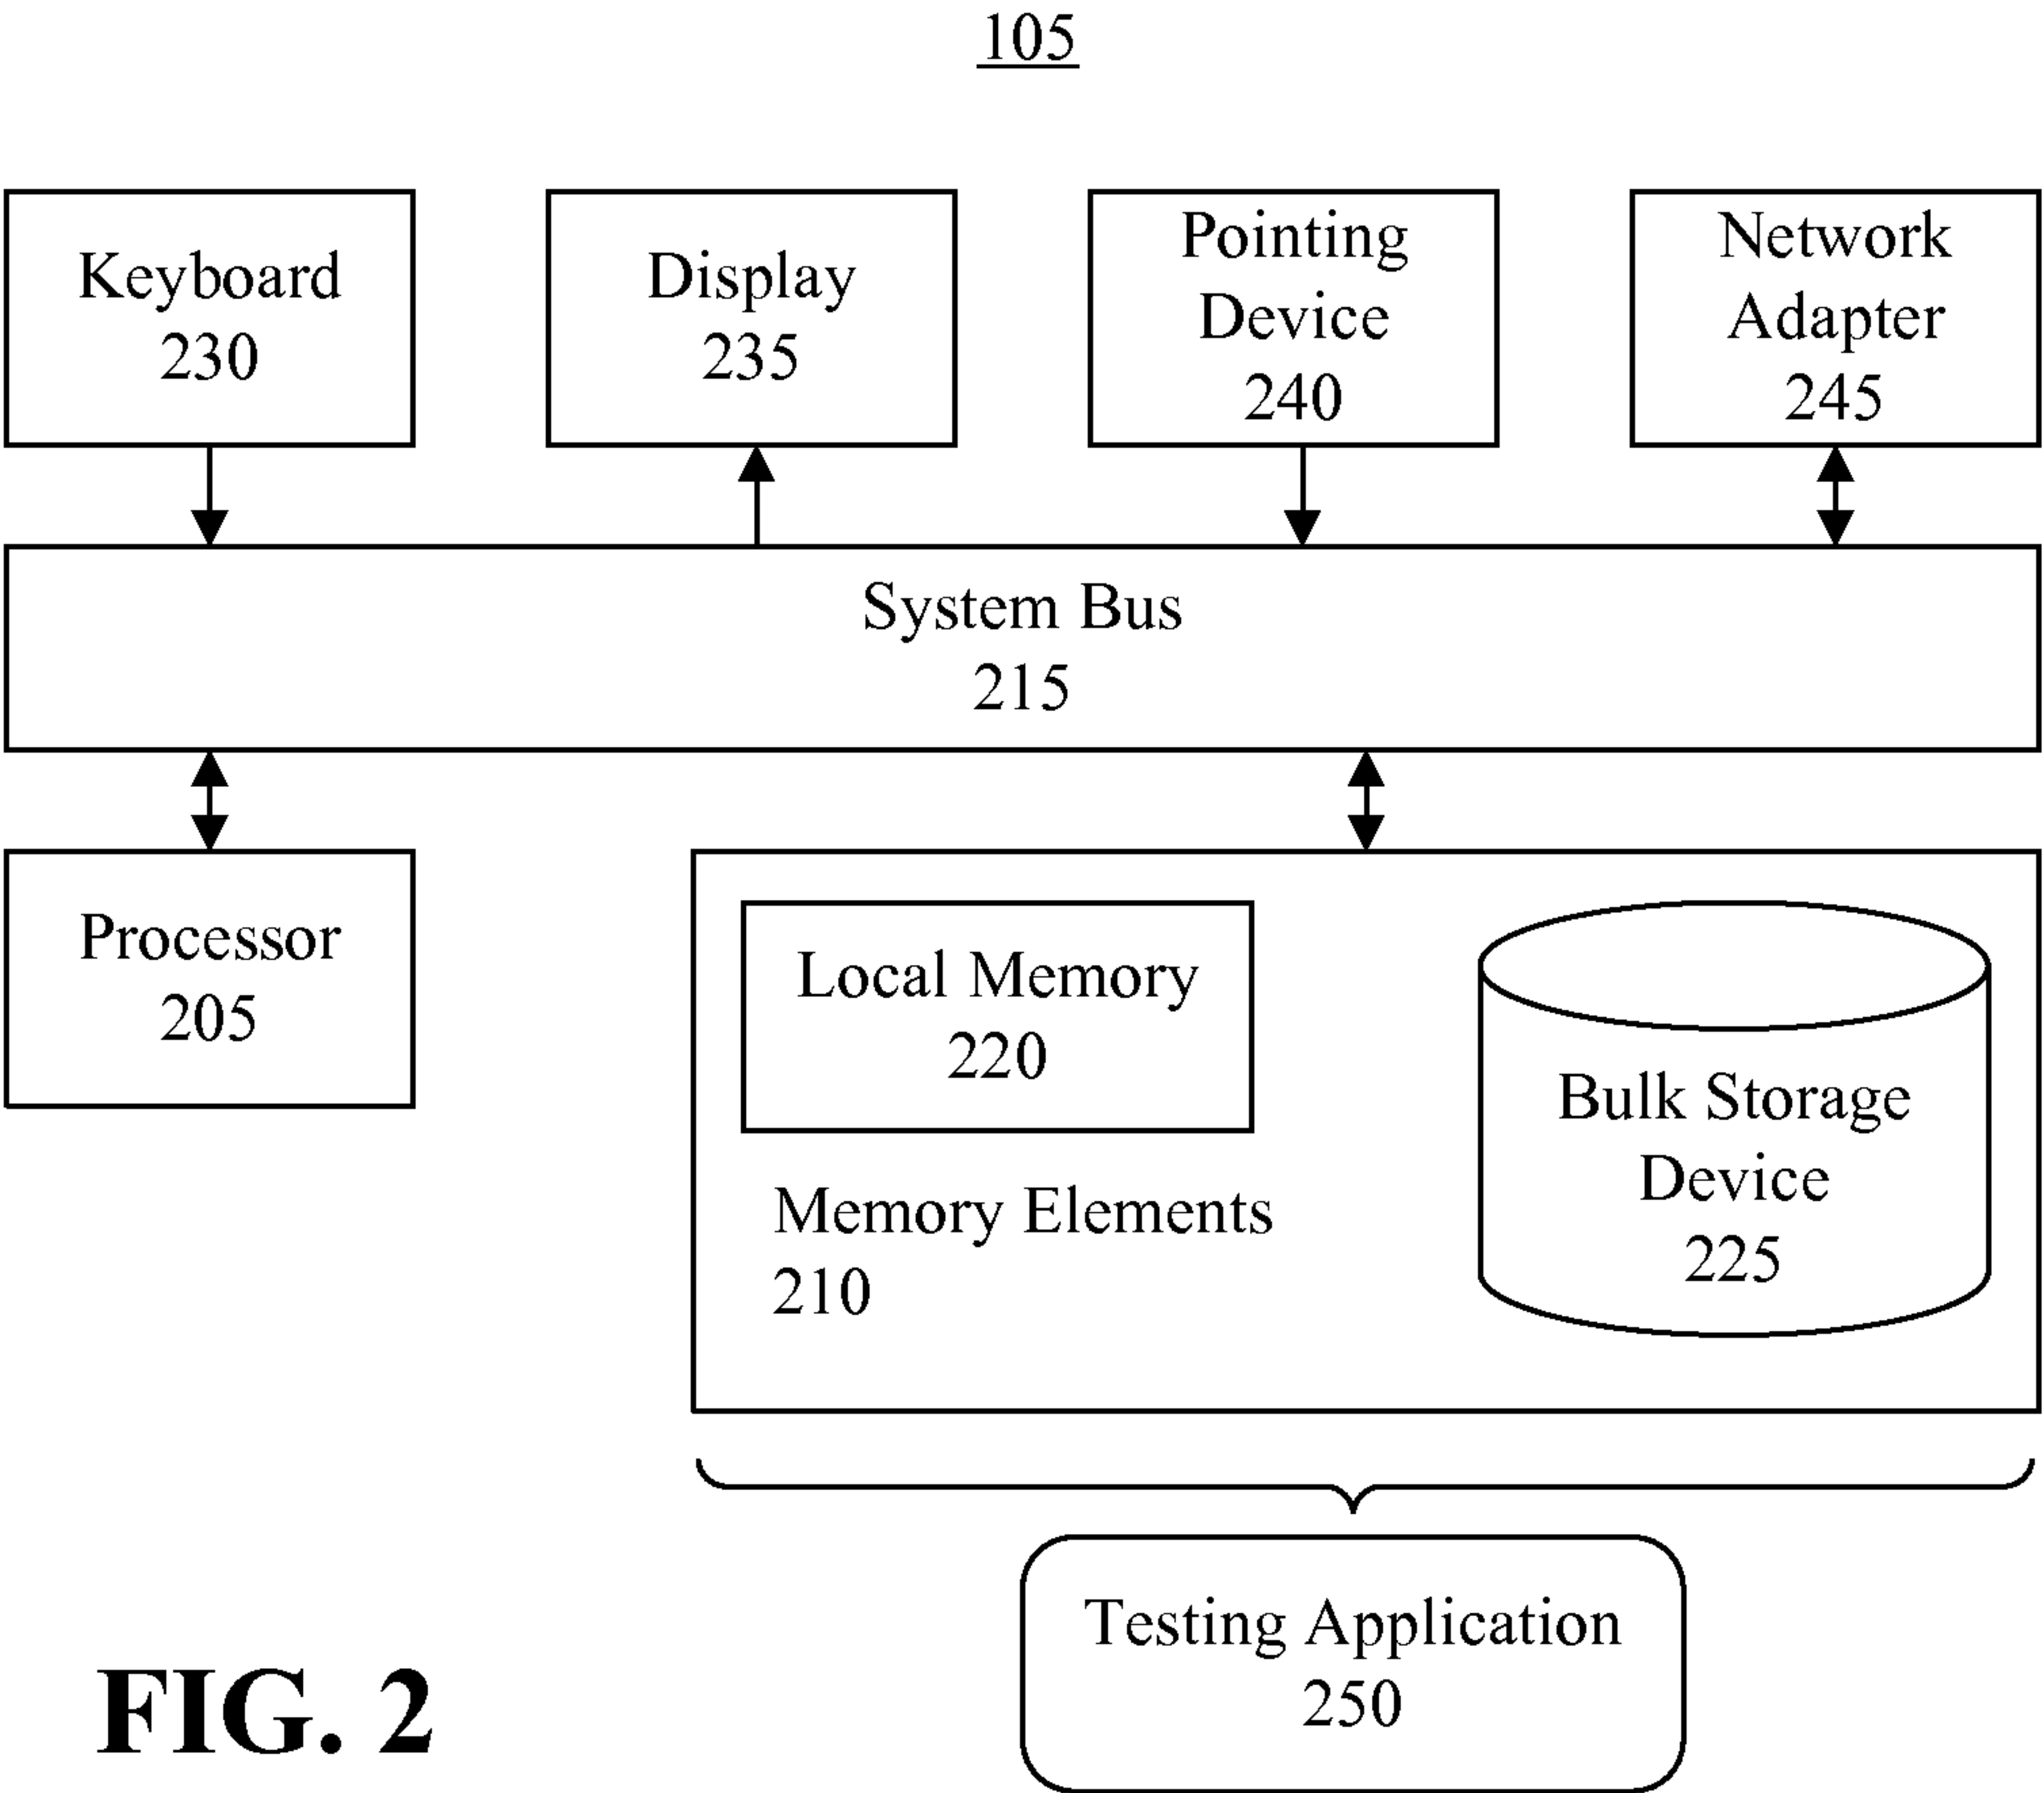 105
Keyboard
230
Display
235
Pointing
Device
240
Network
Adapter
245
System Bus
215
Processor
205
Local Memory
220
Memory Elements
210
Bulk Storage
Device
225
Testing Application
250
FIG. 2